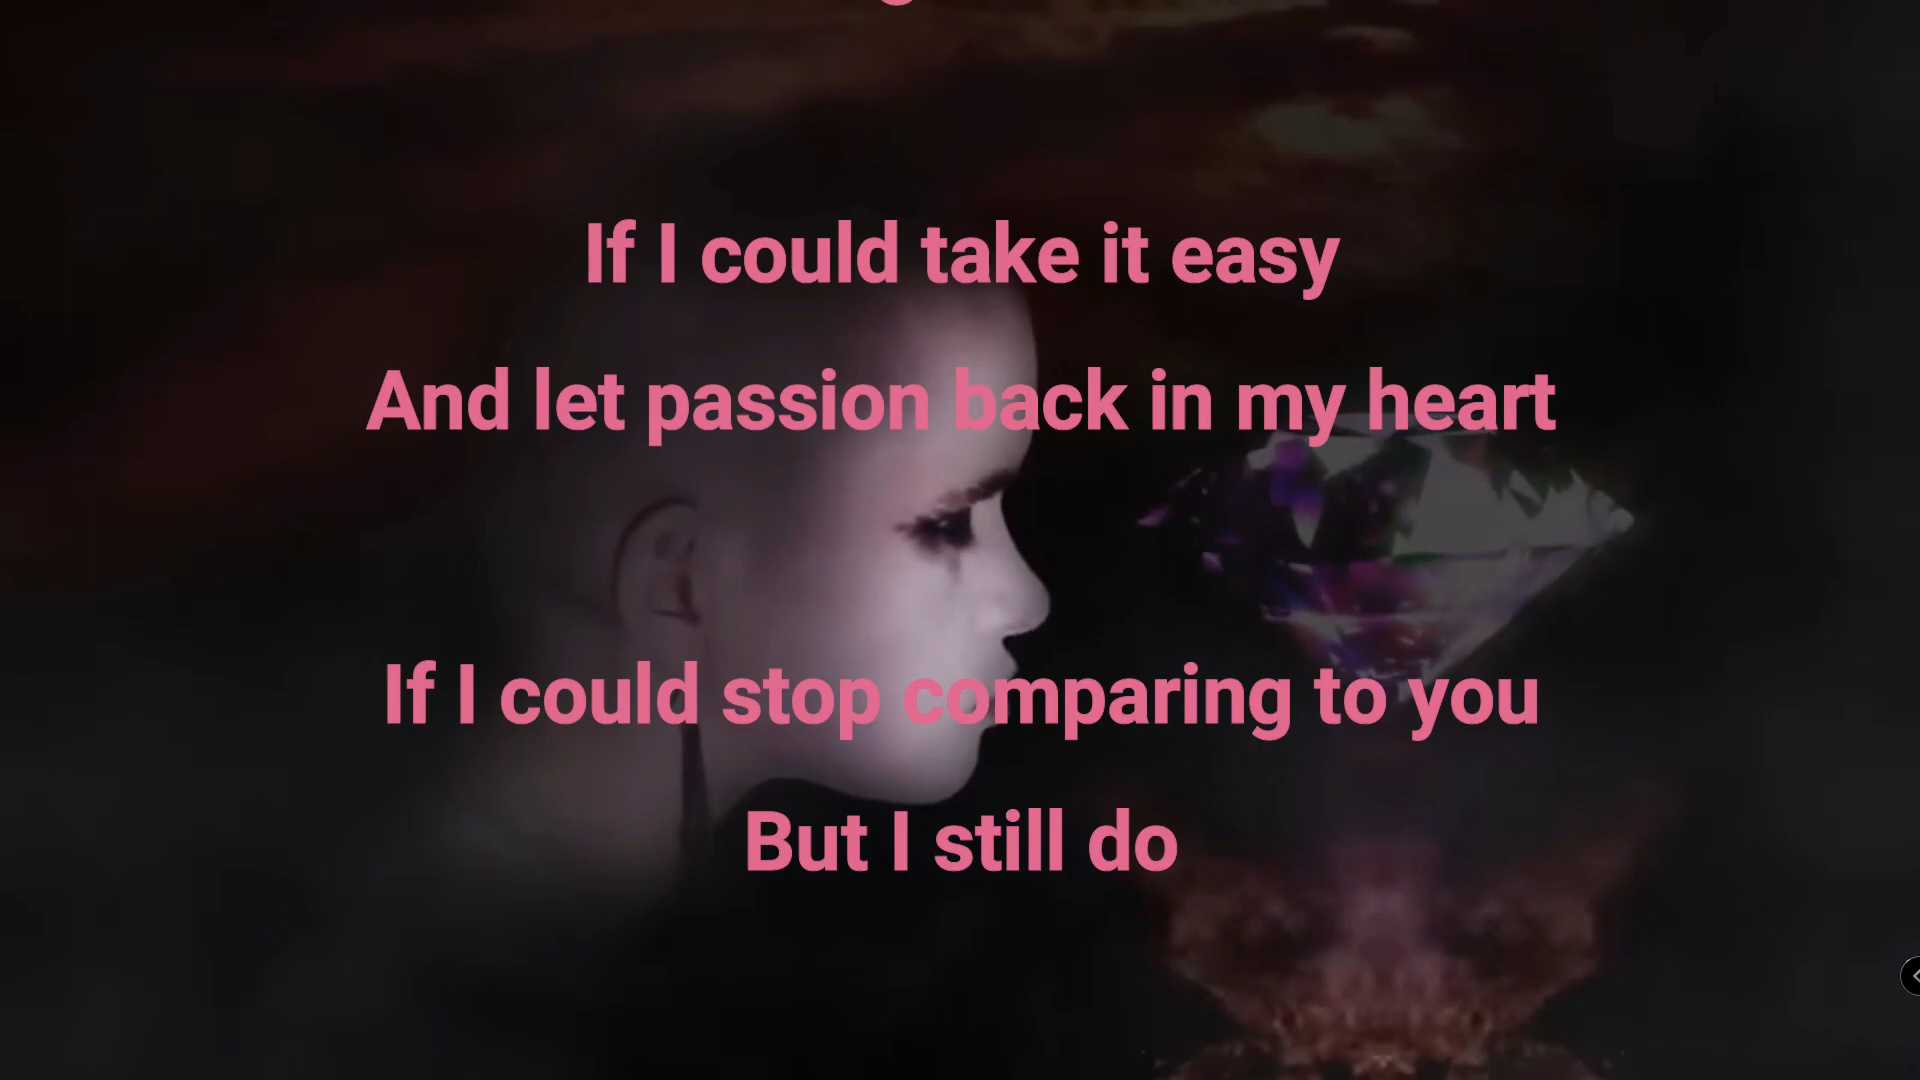 If I could take it easy
And let passion back in my heart
If I could stop comparing to you
But I still do